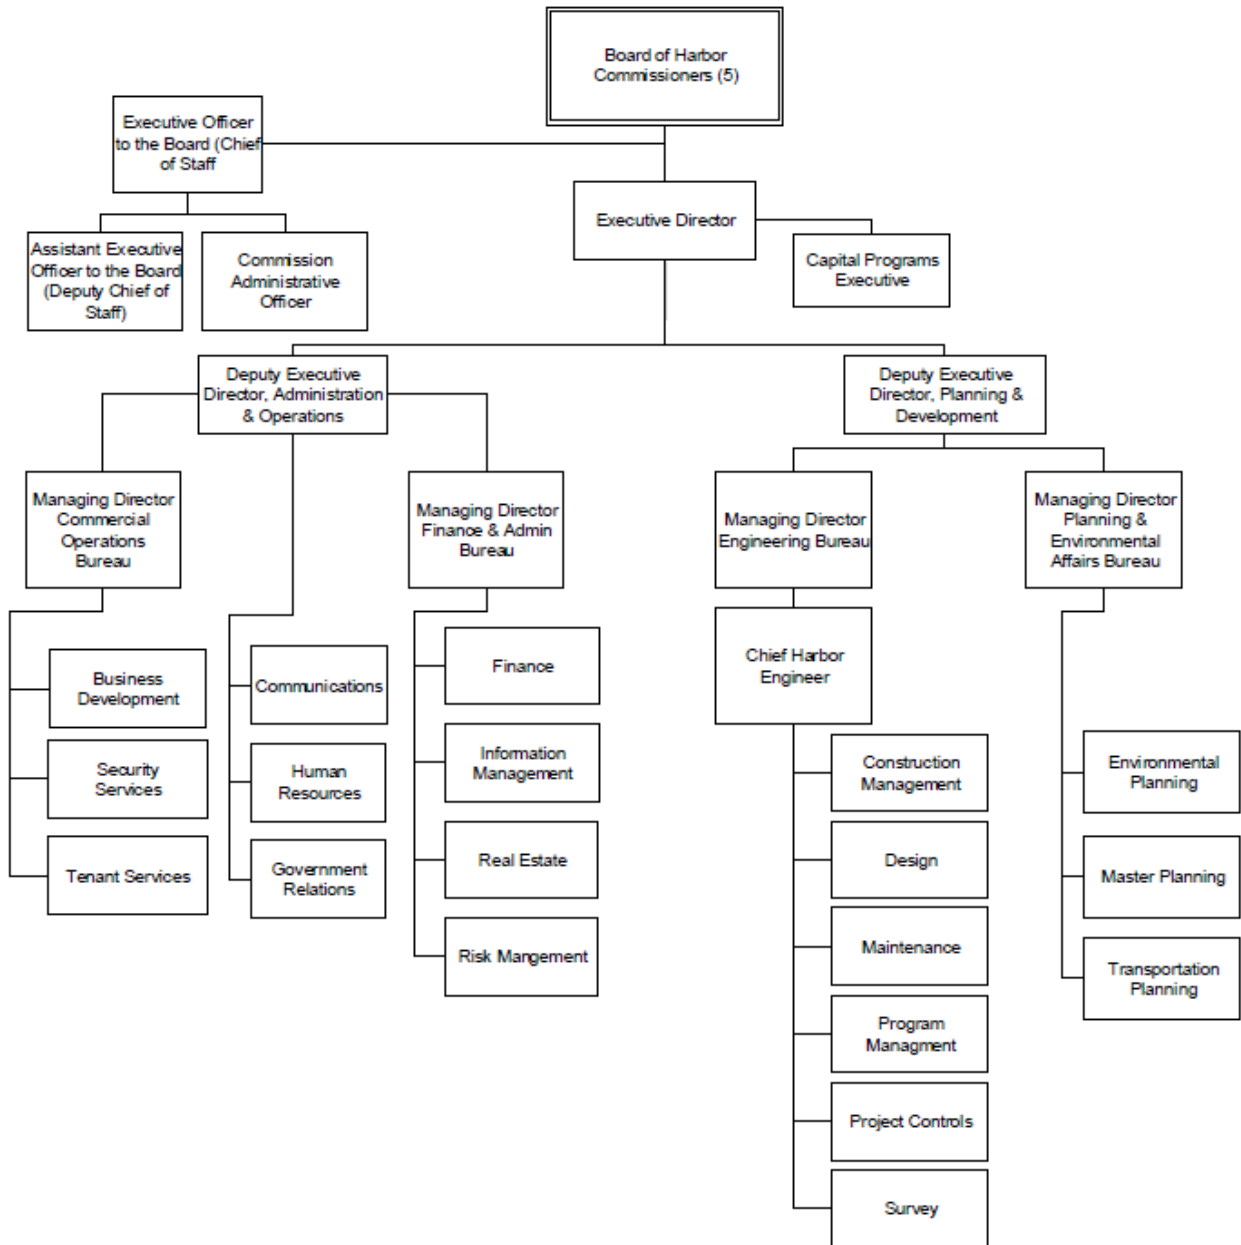 Board of Harbor
Commissioners (5)
Executive Officer
to the Board (Chief
of Staff
Executive Director
Assistant Executive
Officer to the Board
(Deputy Chief of
Staff)
Commission
Administrative
Officer
Capital Programs
Executive
Deputy Executive
Director, Administration
& Operations
Deputy Executive
Director, Planning &
Development
Managing Director
Commercial
Operations
Bureau
Managing Director
Finance & Admin
Bureau
Managing Director
Engineering Bureau
Managing Director
Planning &
Environmental
Affairs Bureau
Business
Development
Security
Services
Tenant Services
Communications
Human
Resources
Government
Relations
Finance
Information
Management
Real Estate
Risk Mangement
Chief Harbor
Engineer
Construction
Management
Design
Maintenance
Program
Managment
Project Controls
Survey
Environmental
Planning
Master Planning
Transportation
Planning